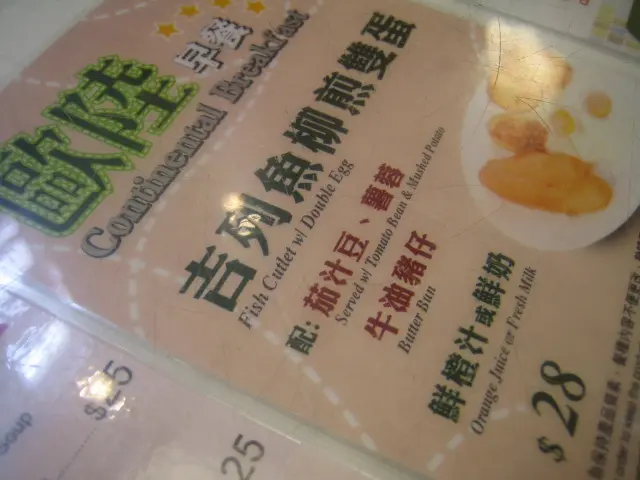 歐陸
早餐
Continental Breakfast
吉列魚柳煎雙蛋
Fish Cutlet w/ Double Egg
配: 茄汁豆、薯蓉
Served w/ Tomato Bean & Mushed Potato
牛油豬仔
Butter Bun
鮮橙汁或鮮奶
Orange Juice or Fresh Milk
$28
Soup
$25
25